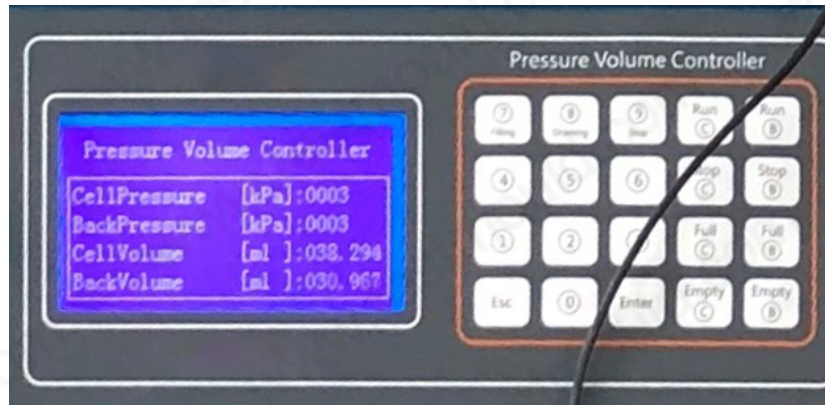 Pressure Volume Controller
Pressure Volume Controller
CellPressure [kPa]:0003
BackPressure [kPa]:0003
CellVolume [ml ]:038.294
BackVolume [ml ]:030.967
7 8 9 Run C Run B
Filling Draining Stop
4 5 6 C Stop B
1 2 Full C Full B
Esc 0 Enter Empty C Empty B